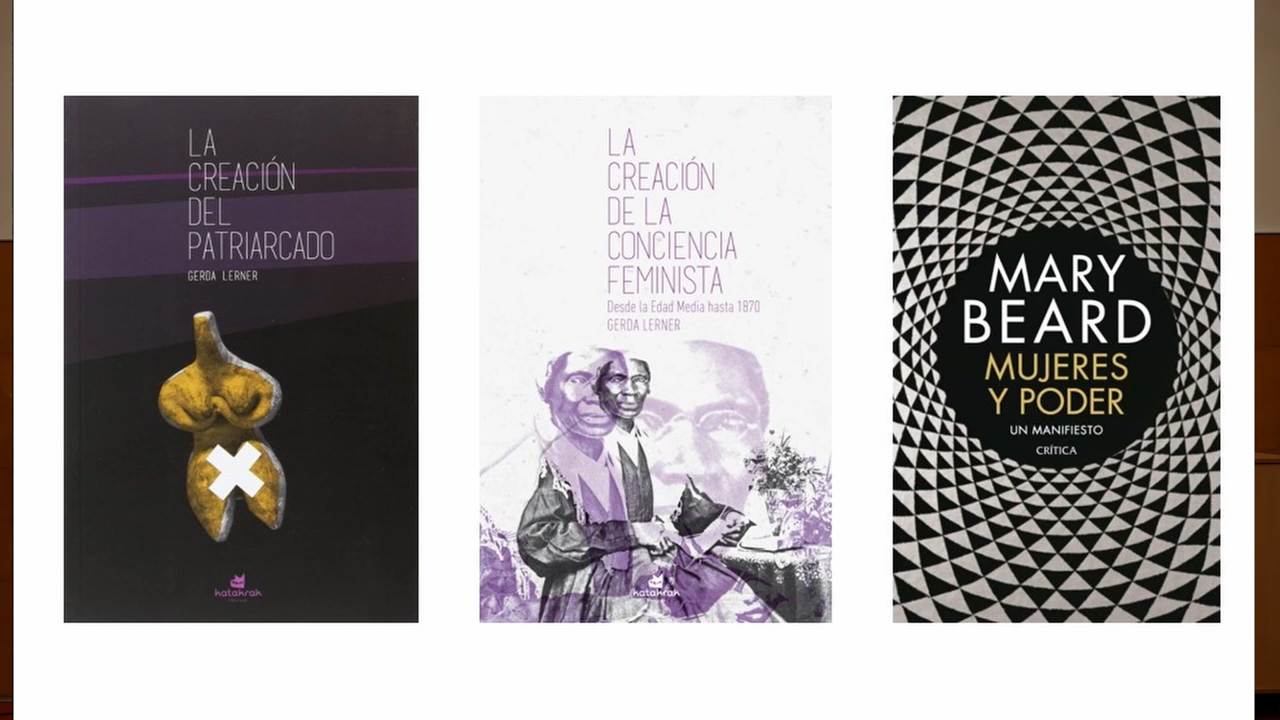 LA
CREACIÓN
DEL
PATRIARCADO
GERDA LERNER
katakrak
LA
CREACIÓN
DE LA
CONCIENCIA
FEMINISTA
Desde la Edad Media hasta 1870
GERDA LERNER
katakrak
MARY
BEARD
MUJERES
Y PODER
UN MANIFIESTO
CRÍTICA